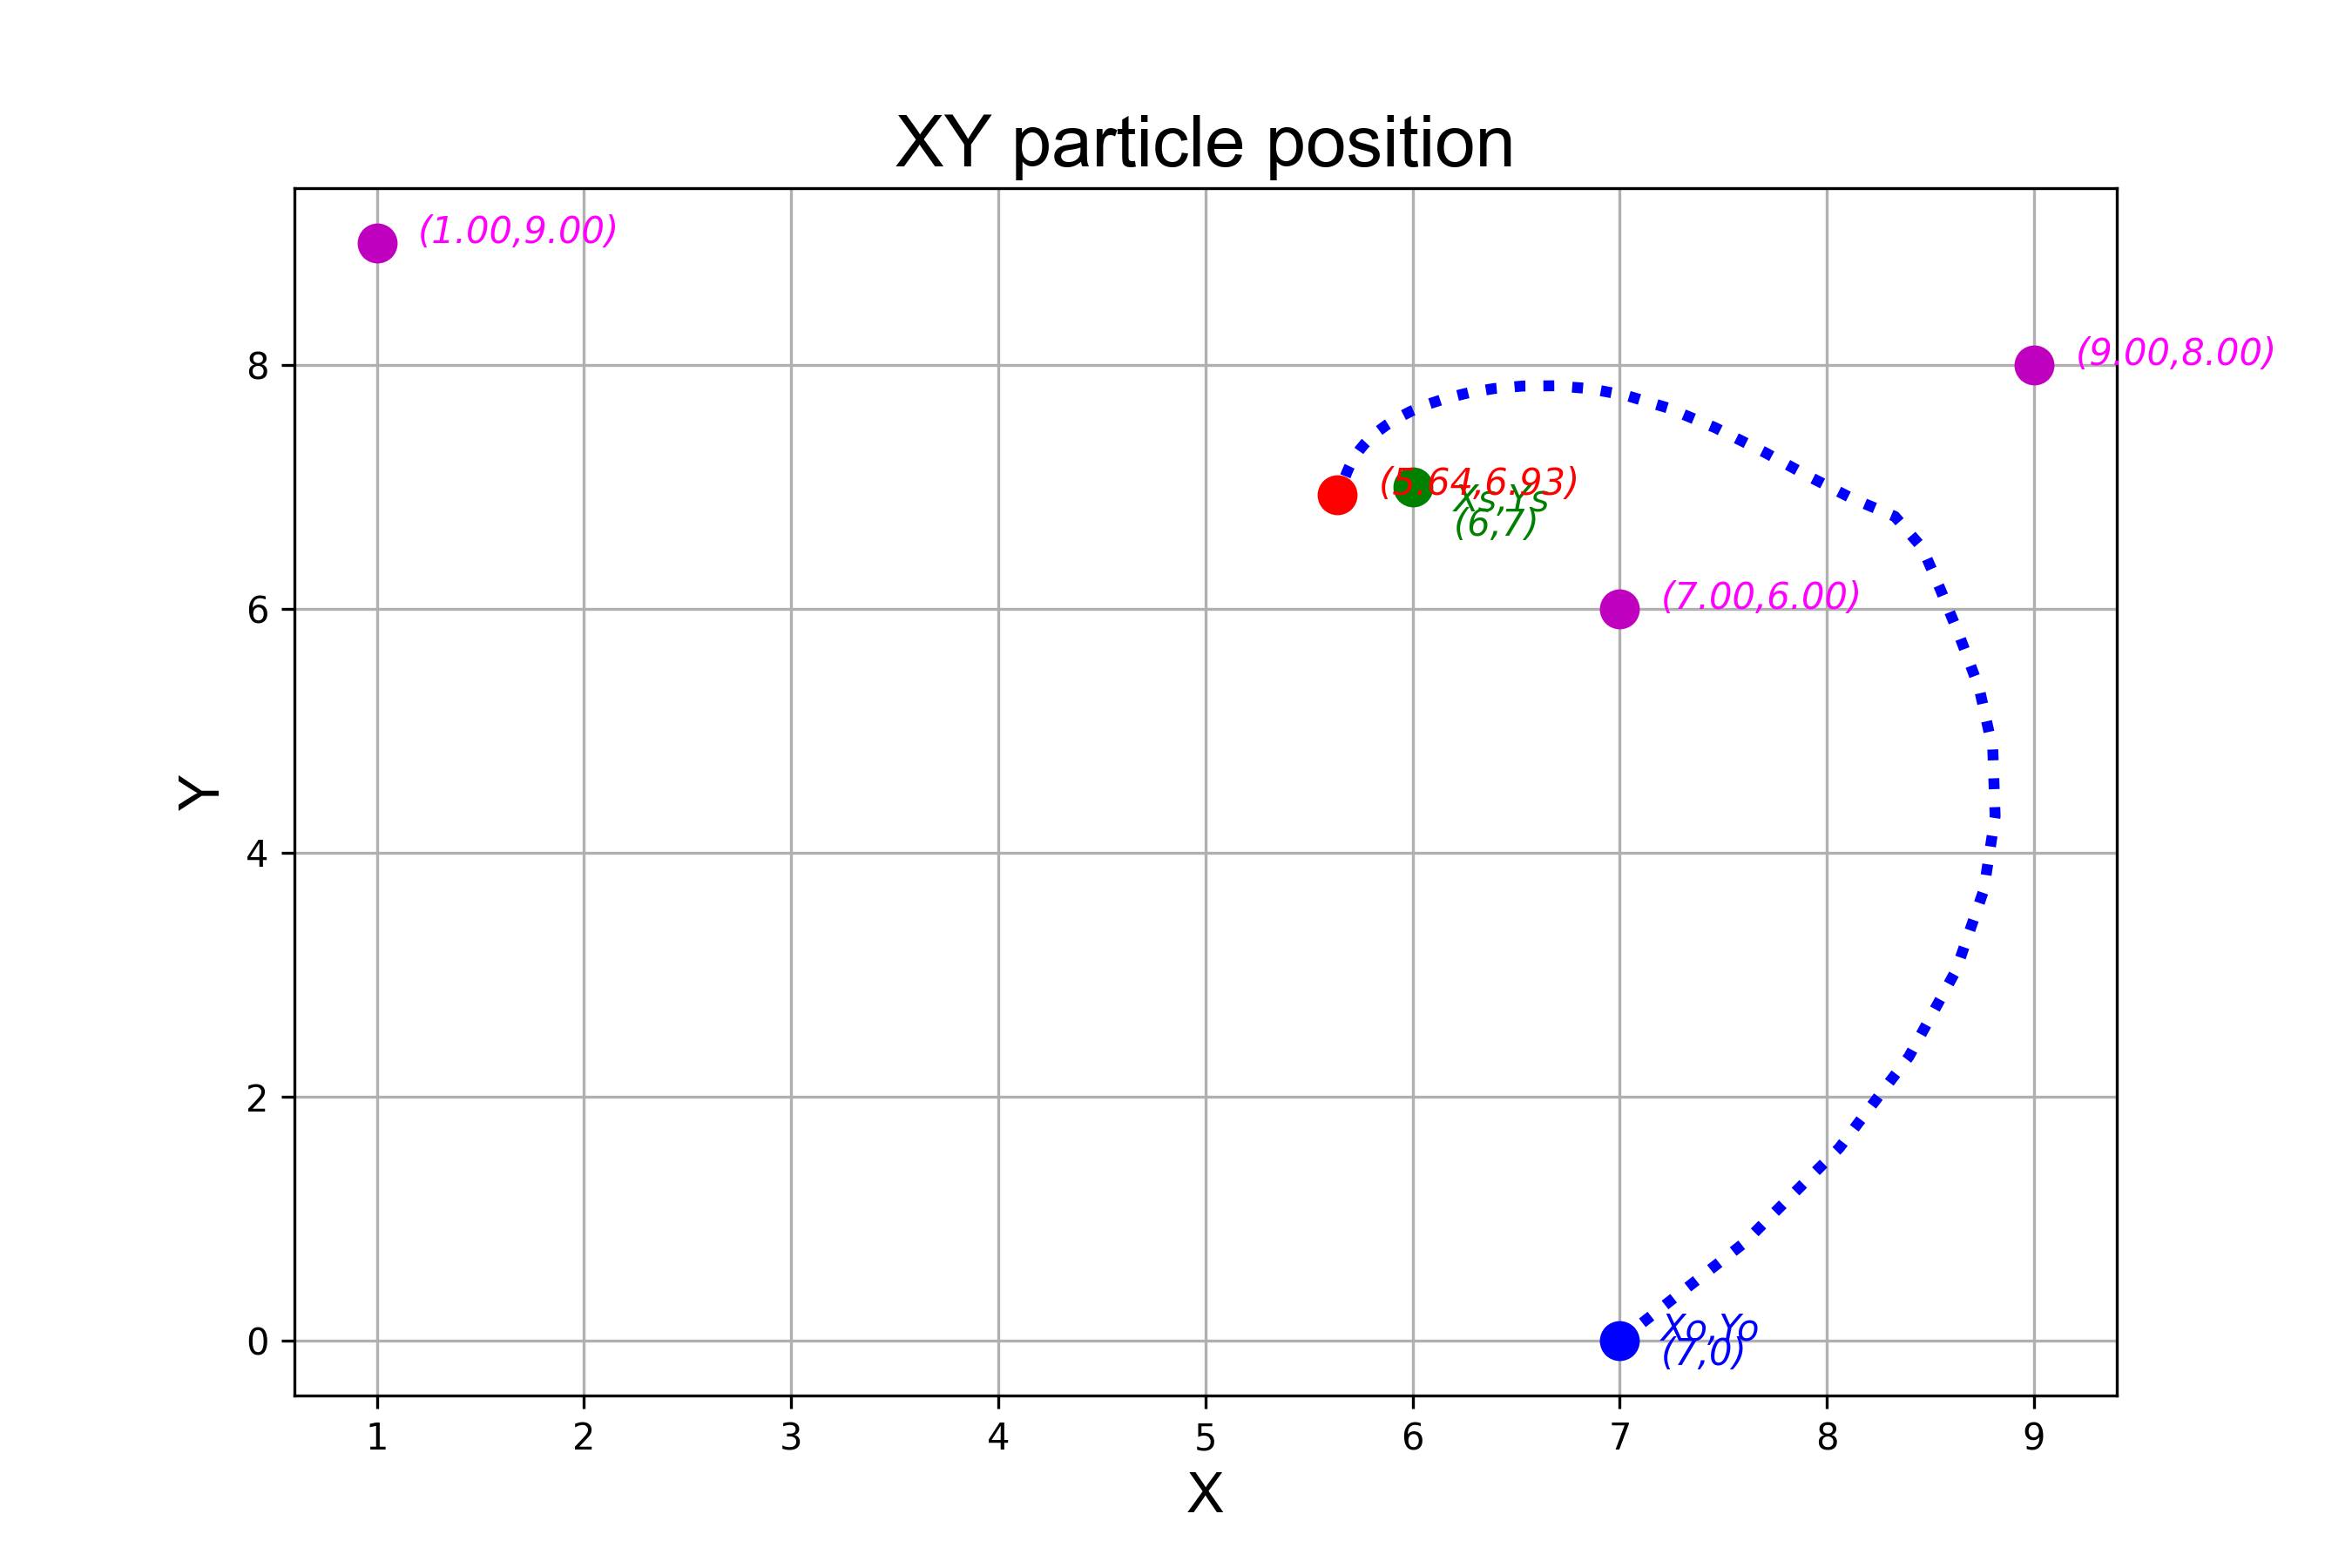 XY particle position
(1.00,9.00)
(9.00,8.00)
(5.64,6.93)
Xs,Ys
(6,7)
(7.00,6.00)
Xo,Yo
(7,0)
8
6
4
2
0
Y
1 2 3 4 5 6 7 8 9
X